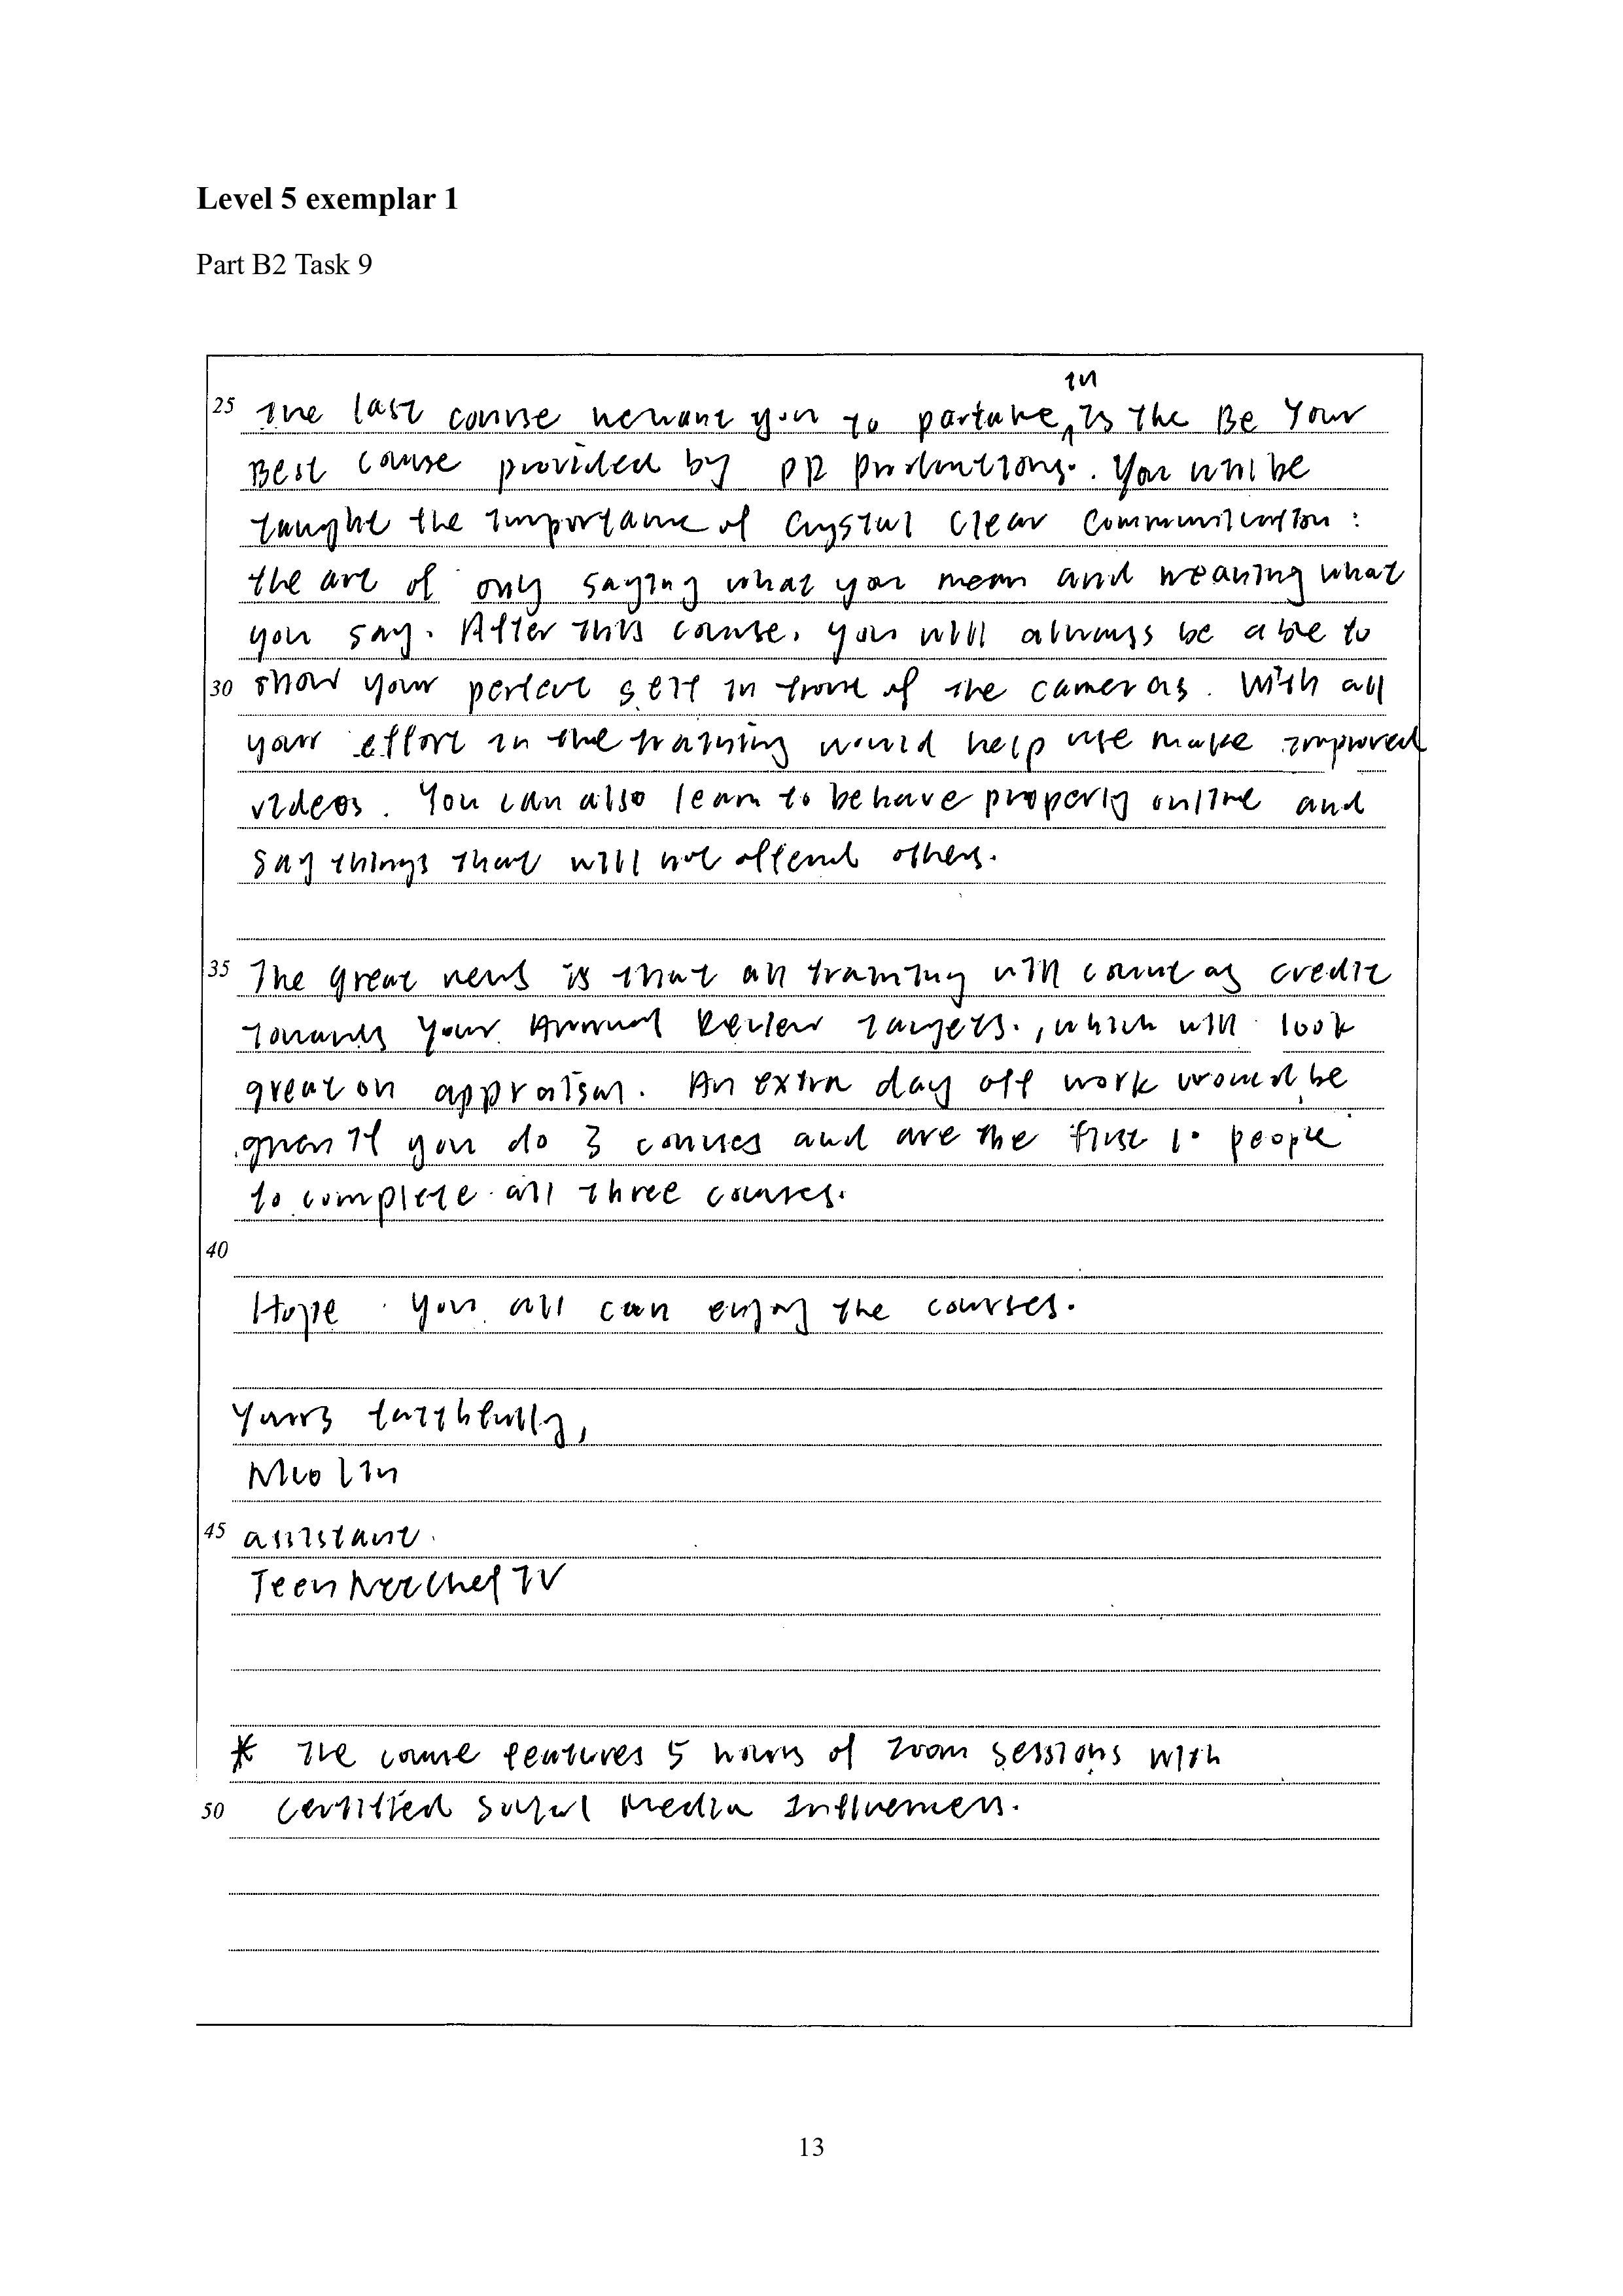 Level 5 exemplar 1
Part B2 Task 9
in
25 The last course we want you to partake ^ is the Be Your
Best course provided by PR Productions. You will be
taught the importance of Crystal Clear Communication :
the art of only saying what you mean and meaning what
you say. After this course, you will always be able to
30 show your perfect self in front of the cameras. With all
your effort in the training would help use make improved
videos. You can also learn to behave properly online and
say things that will not offend others.
35 The great news is that all training will count as credit
towards your Annual Review Targets, which will look
great on appraisal. An extra day off work would be
given if you do 3 courses and are the first 10 people
to complete all three courses.
40
Hope you all can enjoy the courses.
Yours faithfully,
Lin
45 assistant
Teen TV
* The course features 5 hours of zoom sessions with
50 certified Social Media Influencers.
13